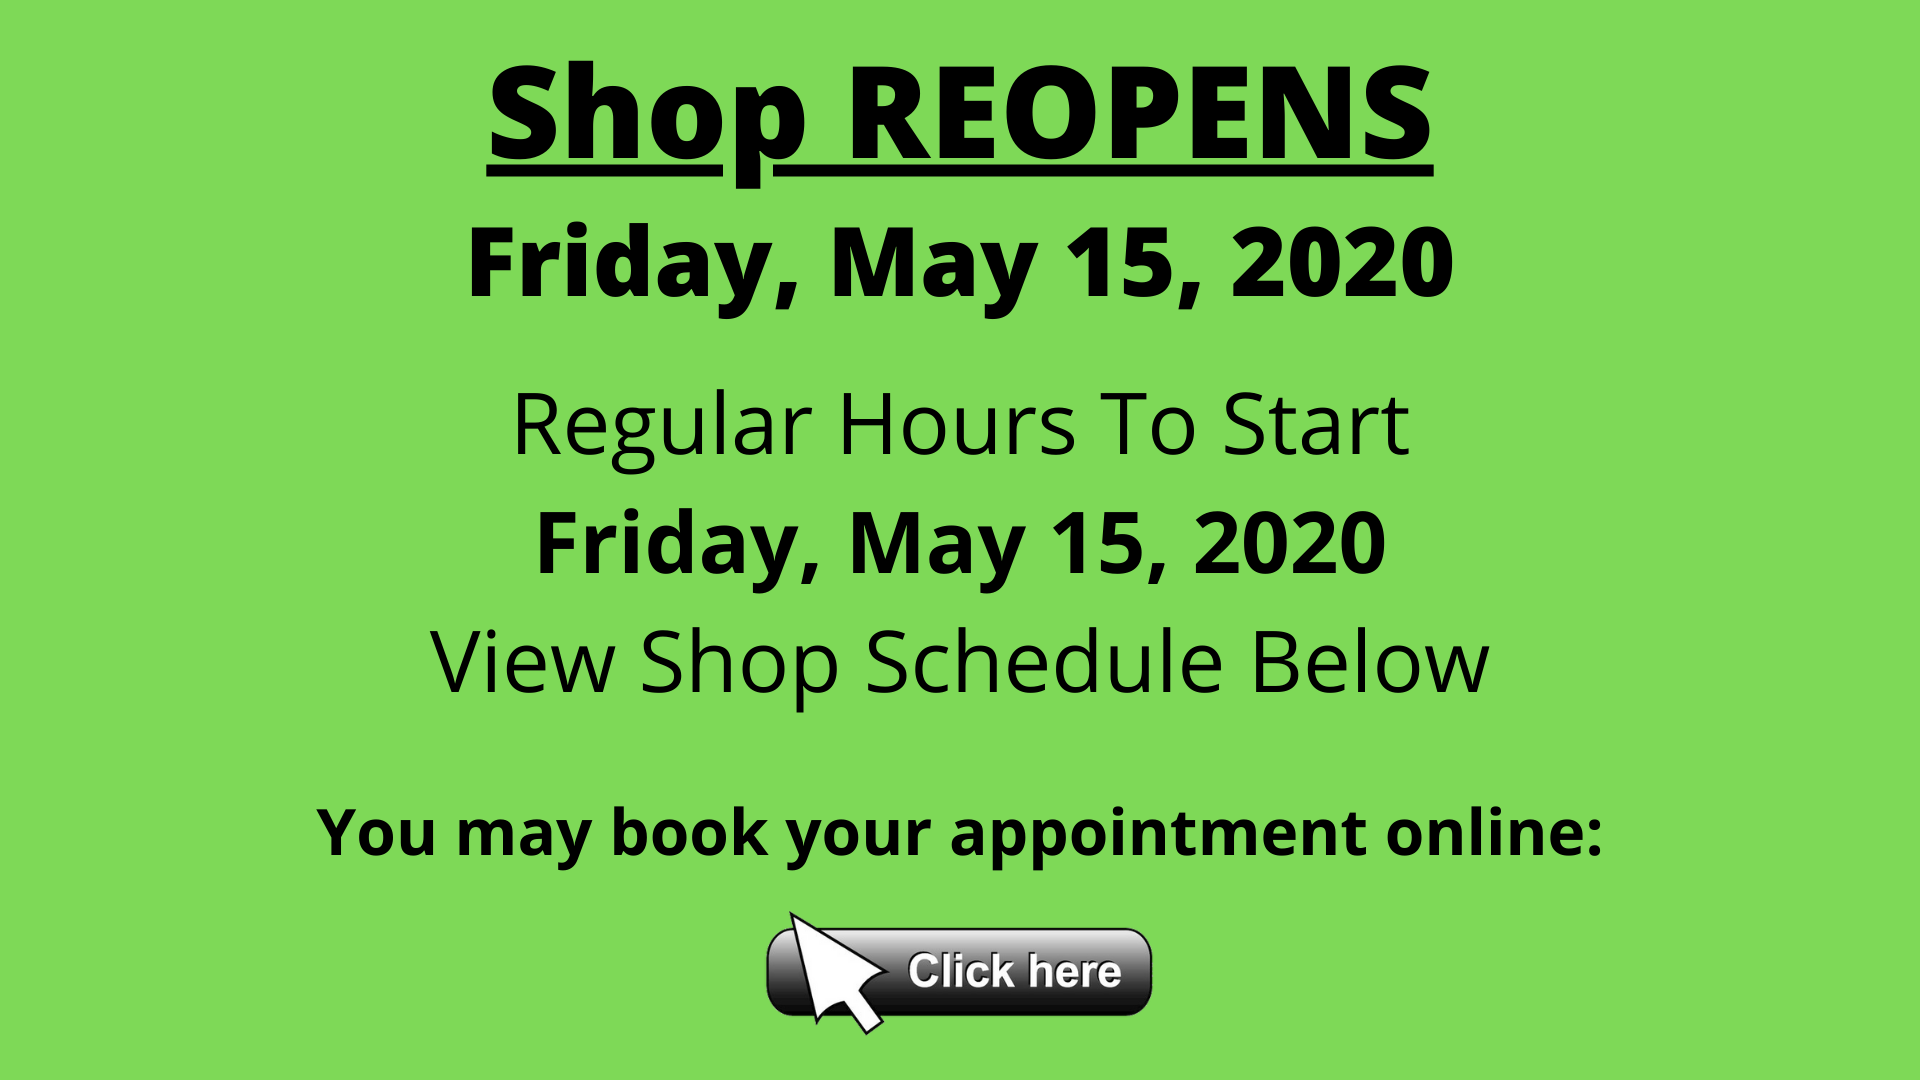 Shop REOPENS
Friday, May 15, 2020
Regular Hours To Start
Friday, May 15, 2020
View Shop Schedule Below
You may book your appointment online:
Click here